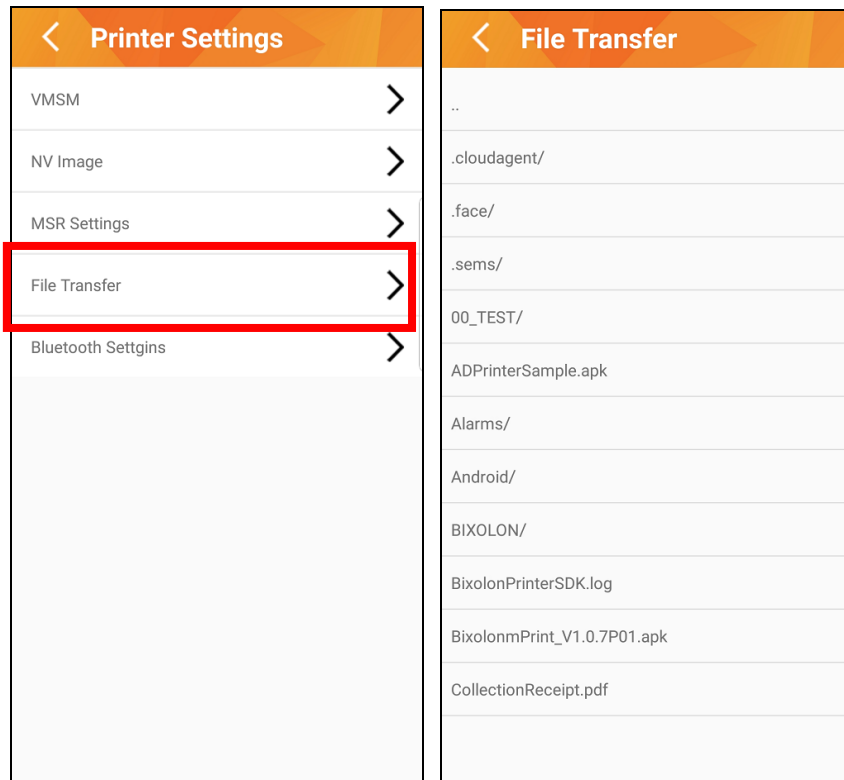 Printer Settings
VMSM
NV Image
MSR Settings
File Transfer
Bluetooth Settgins
File Transfer
..
.cloudagent/
.face/
.sems/
00_TEST/
ADPrinterSample.apk
Alarms/
Android/
BIXOLON/
BixolonPrinterSDK.log
BixolonmPrint_V1.0.7P01.apk
CollectionReceipt.pdf